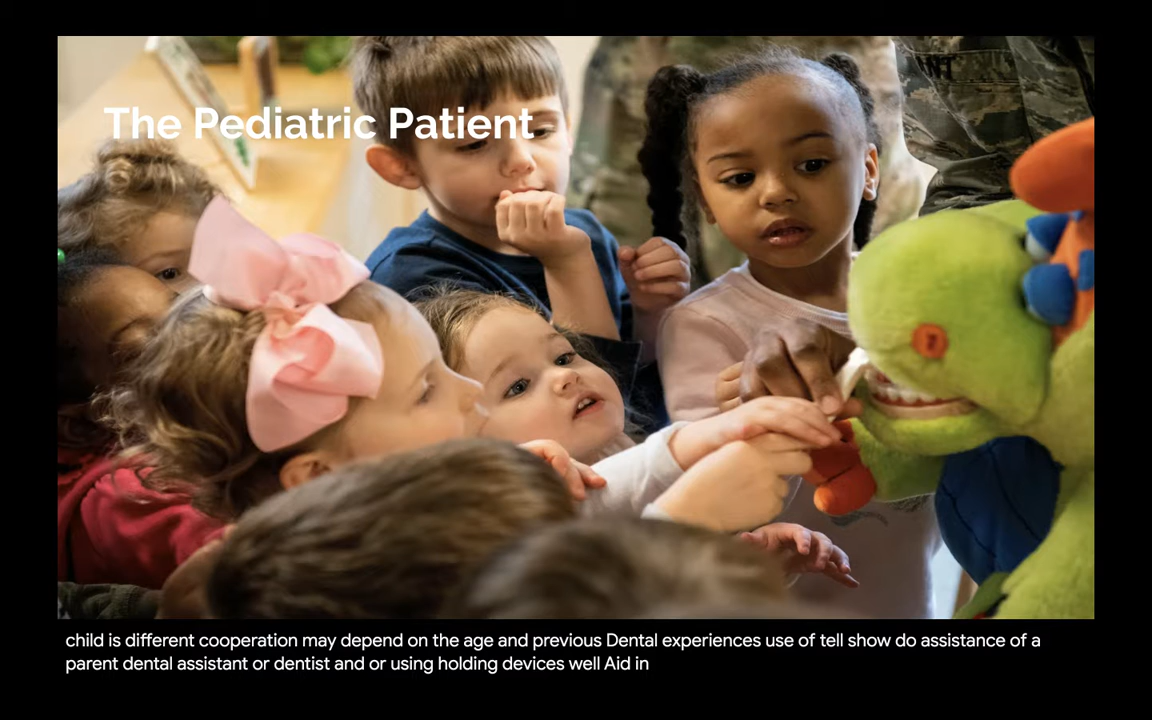 The Pediatric Patient
child is different cooperation may depend on the age and previous Dental experiences use of tell show do assistance of a
parent dental assistant or dentist and or using holding devices well Aid in